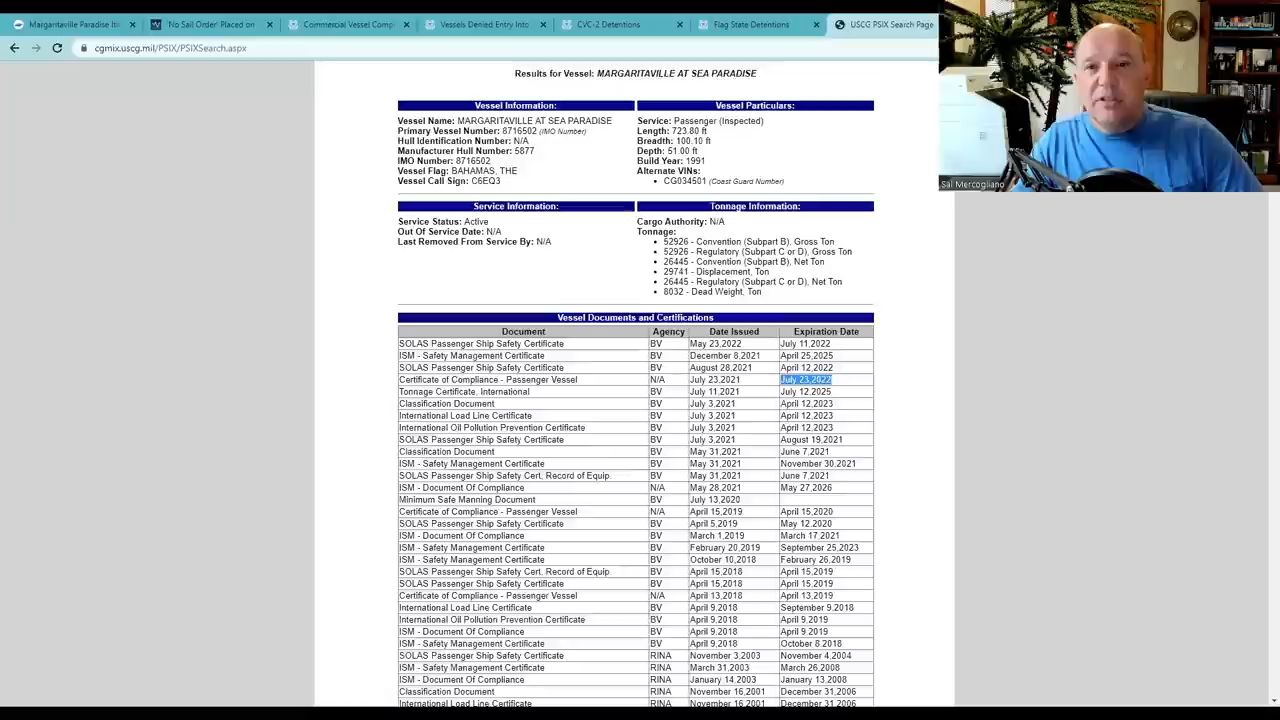 Margaritaville Paradise Iti
'No Sail Order' Placed on
Commercial Vessel Comp
Vessels Denied Entry Into
CVC-2 Detentions
Flag State Detentions
USCG PSIX Search Page
cgmix.uscg.mil/PSIX/PSIXSearch.aspx
Results for Vessel: MARGARITAVILLE AT SEA PARADISE
Vessel Information:
Vessel Name: MARGARITAVILLE AT SEA PARADISE
Primary Vessel Number: 8716502 (IMO Number)
Hull Identification Number: N/A
Manufacturer Hull Number: 5877
IMO Number: 8716502
Vessel Flag: BAHAMAS, THE
Vessel Call Sign: C6EQ3
Vessel Particulars:
Service: Passenger (Inspected)
Length: 723.80 ft
Breadth: 100.10 ft
Depth: 51.00 ft
Build Year: 1991
Alternate VINs:
• CG034501 (Coast Guard Number)
Sal Mercogliano
Service Information:
Service Status: Active
Out Of Service Date: N/A
Last Removed From Service By: N/A
Tonnage Information:
Cargo Authority: N/A
Tonnage:
• 52926 - Convention (Subpart B), Gross Ton
• 52926 - Regulatory (Subpart C or D), Gross Ton
• 26445 - Convention (Subpart B), Net Ton
• 29741 - Displacement, Ton
• 26445 - Regulatory (Subpart C or D), Net Ton
• 8032 - Dead Weight, Ton
Vessel Documents and Certifications
Document Agency Date Issued Expiration Date
SOLAS Passenger Ship Safety Certificate BV May 23,2022 July 11,2022
ISM - Safety Management Certificate BV December 8,2021 April 25,2025
SOLAS Passenger Ship Safety Certificate BV August 28,2021 April 12,2022
Certificate of Compliance - Passenger Vessel N/A July 23,2021 July 23,2022
Tonnage Certificate, International BV July 11,2021 July 12,2025
Classification Document BV July 3,2021 April 12,2023
International Load Line Certificate BV July 3,2021 April 12,2023
International Oil Pollution Prevention Certificate BV July 3,2021 April 12,2023
SOLAS Passenger Ship Safety Certificate BV July 3,2021 August 19,2021
Classification Document BV May 31,2021 June 7,2021
ISM - Safety Management Certificate BV May 31,2021 November 30,2021
SOLAS Passenger Ship Safety Cert, Record of Equip. BV May 31,2021 June 7,2021
ISM - Document Of Compliance N/A May 28,2021 May 27,2026
Minimum Safe Manning Document BV July 13,2020
Certificate of Compliance - Passenger Vessel N/A April 15,2019 April 15,2020
SOLAS Passenger Ship Safety Certificate BV April 5,2019 May 12,2020
ISM - Document Of Compliance BV March 1,2019 March 17,2021
ISM - Safety Management Certificate BV February 20,2019 September 25,2023
ISM - Safety Management Certificate BV October 10,2018 February 26,2019
SOLAS Passenger Ship Safety Cert, Record of Equip. BV April 15,2018 April 15,2019
SOLAS Passenger Ship Safety Certificate BV April 15,2018 April 15,2019
Certificate of Compliance - Passenger Vessel N/A April 13,2018 April 13,2019
International Load Line Certificate BV April 9,2018 September 9,2018
International Oil Pollution Prevention Certificate BV April 9,2018 April 9,2019
ISM - Document Of Compliance BV April 9,2018 April 9,2019
ISM - Safety Management Certificate BV April 9,2018 October 8,2018
SOLAS Passenger Ship Safety Certificate RINA November 3,2003 November 4,2004
ISM - Safety Management Certificate RINA March 31,2003 March 26,2008
ISM - Document Of Compliance RINA January 14,2003 January 13,2008
Classification Document RINA November 16,2001 December 31,2006
International Load Line Certificate RINA November 16,2001 December 31,2006